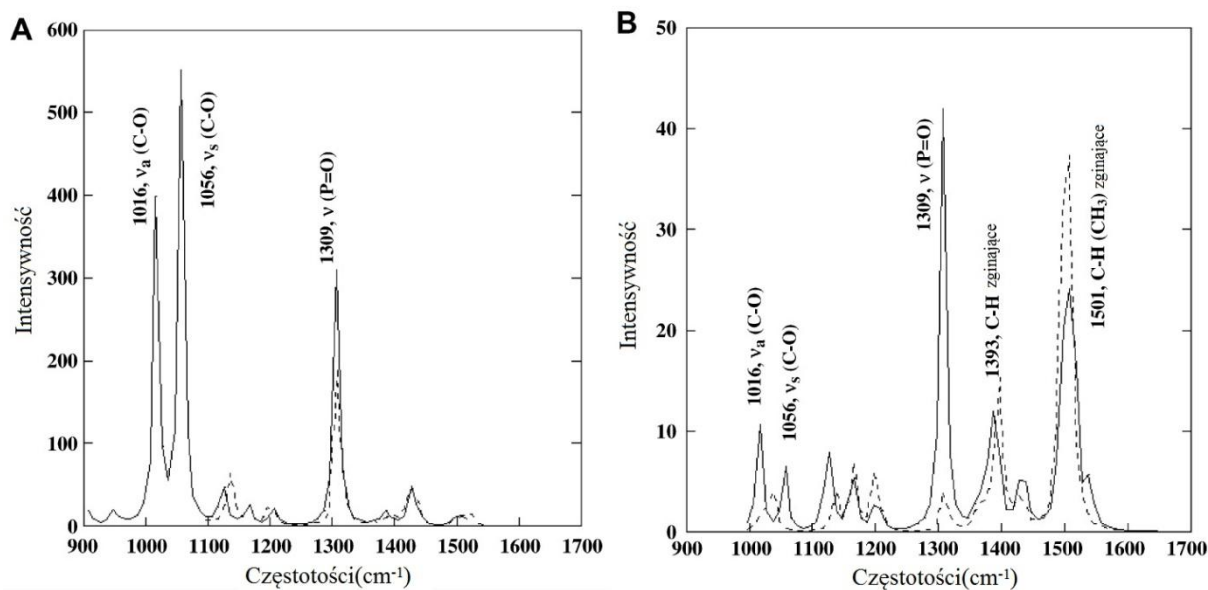 A
600
500
400
300
200
100
0
Intensywność
1016, νa (C-O)
1056, νs (C-O)
1309, ν (P=O)
900 1000 1100 1200 1300 1400 1500 1600 1700
Częstotości(cm-1)
B
50
40
30
20
10
0
Intensywność
1016, νa (C-O)
1056, νs (C-O)
1309, ν (P=O)
1393, C-H zginające
1501, C-H (CH3) zginające
900 1000 1100 1200 1300 1400 1500 1600 1700
Częstotości(cm-1)